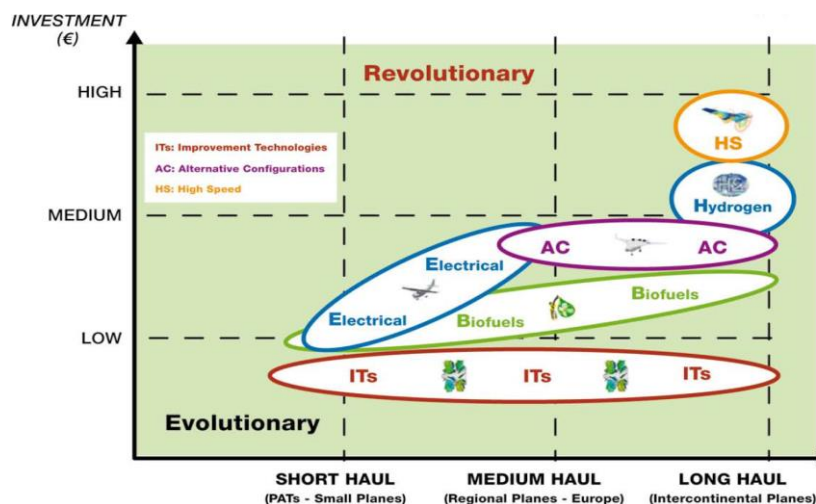 INVESTMENT
(€)
Revolutionary
HIGH
HS
ITs: Improvement Technologies
AC: Alternative Configurations
HS: High Speed
Hydrogen
MEDIUM
AC AC
Electrical
Biofuels
Electrical Biofuels
LOW
ITs ITs ITs
Evolutionary
SHORT HAUL MEDIUM HAUL LONG HAUL
(PATs - Small Planes) (Regional Planes - Europe) (Intercontinental Planes)